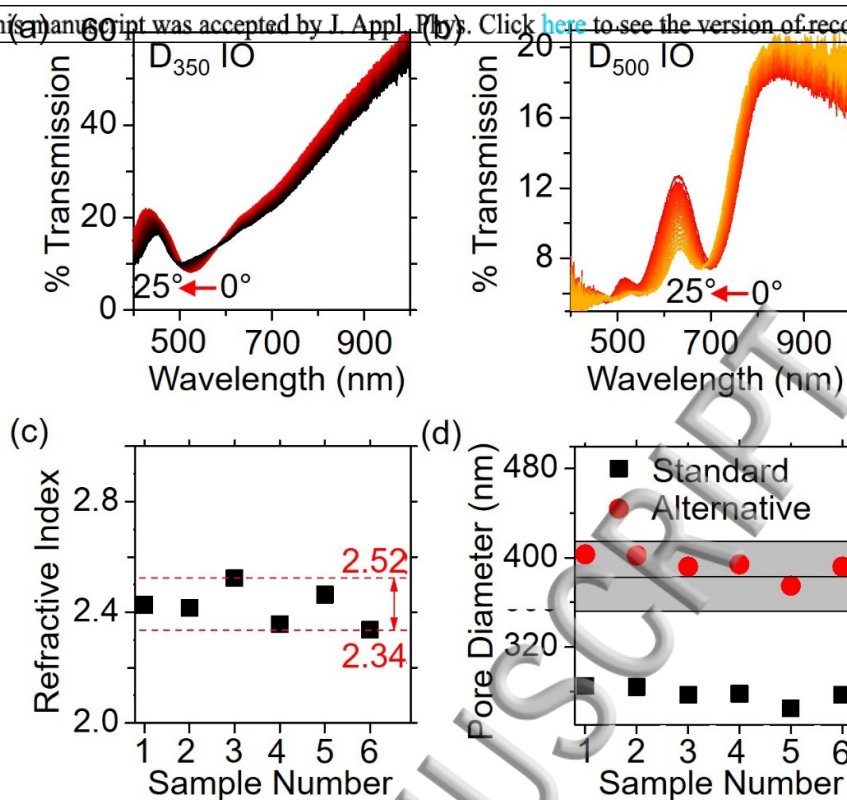 his manuscript was accepted by J. Appl. Phys. Click here to see the version of reco
(a)
60
40
20
0
% Transmission
D350 IO
25° 0°
500 700 900
Wavelength (nm)
(b)
20
16
12
8
% Transmission
D500 IO
25° 0°
500 700 900
Wavelength (nm)
(c)
2.8
2.4
2.0
Refractive Index
2.52
2.34
1 2 3 4 5 6
Sample Number
(d)
480
400
320
Pore Diameter (nm)
Standard
Alternative
1 2 3 4 5 6
Sample Number
NUSCRIPT